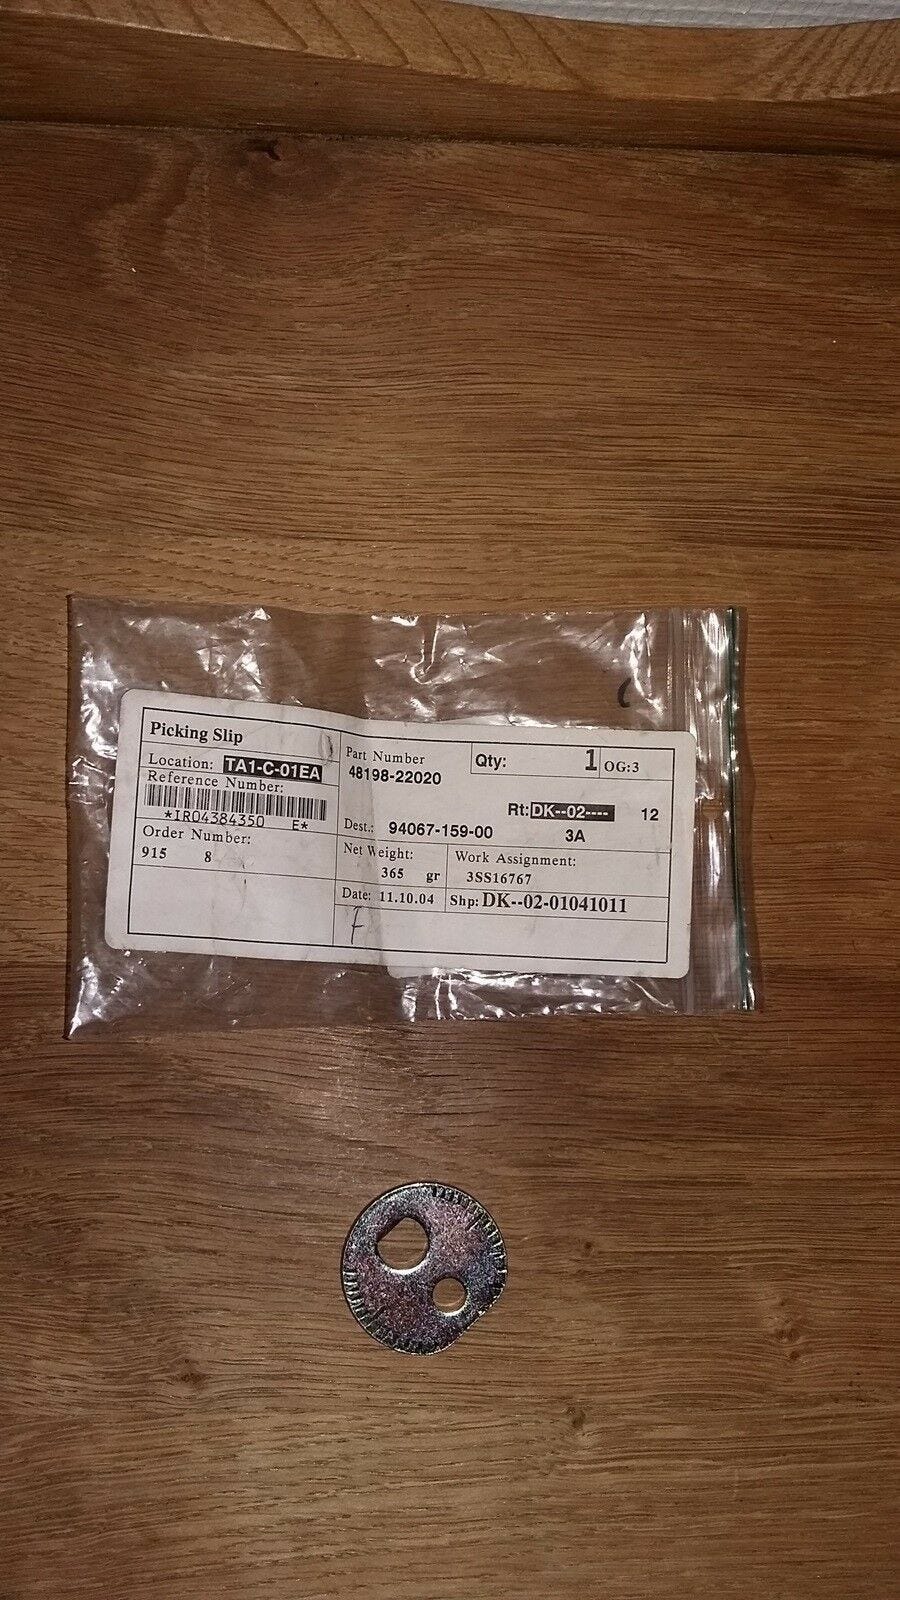 Picking Slip
Location: TA1-C-01EA
Reference Number:
*IR04384350 E*
Order Number:
915 8
Part Number
48198-22020
Qty: 1 OG:3
Rt: DK--02---- 12
Dest.: 94067-159-00 3A
Net Weight:
365 gr
Work Assignment:
3SS16767
Date: 11.10.04
Shp: DK--02-01041011
F